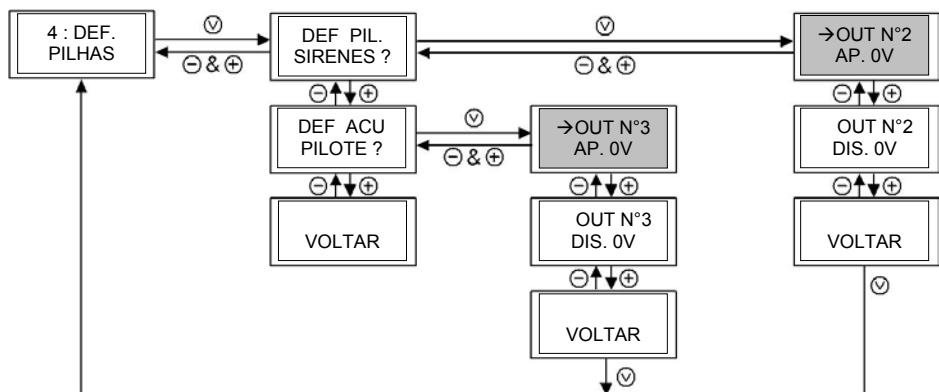 4 : DEF.
PILHAS
V
⊖ & ⊕
DEF PIL.
SIRENES ?
V
⊖ & ⊕
→OUT N°2
AP. 0V
⊖ ⊕
⊖ ⊕
DEF ACU
PILOTE ?
V
⊖ & ⊕
→OUT N°3
AP. 0V
OUT N°2
DIS. 0V
⊖ ⊕
⊖ ⊕
⊖ ⊕
VOLTAR
OUT N°3
DIS. 0V
VOLTAR
⊖ ⊕
V
VOLTAR
V